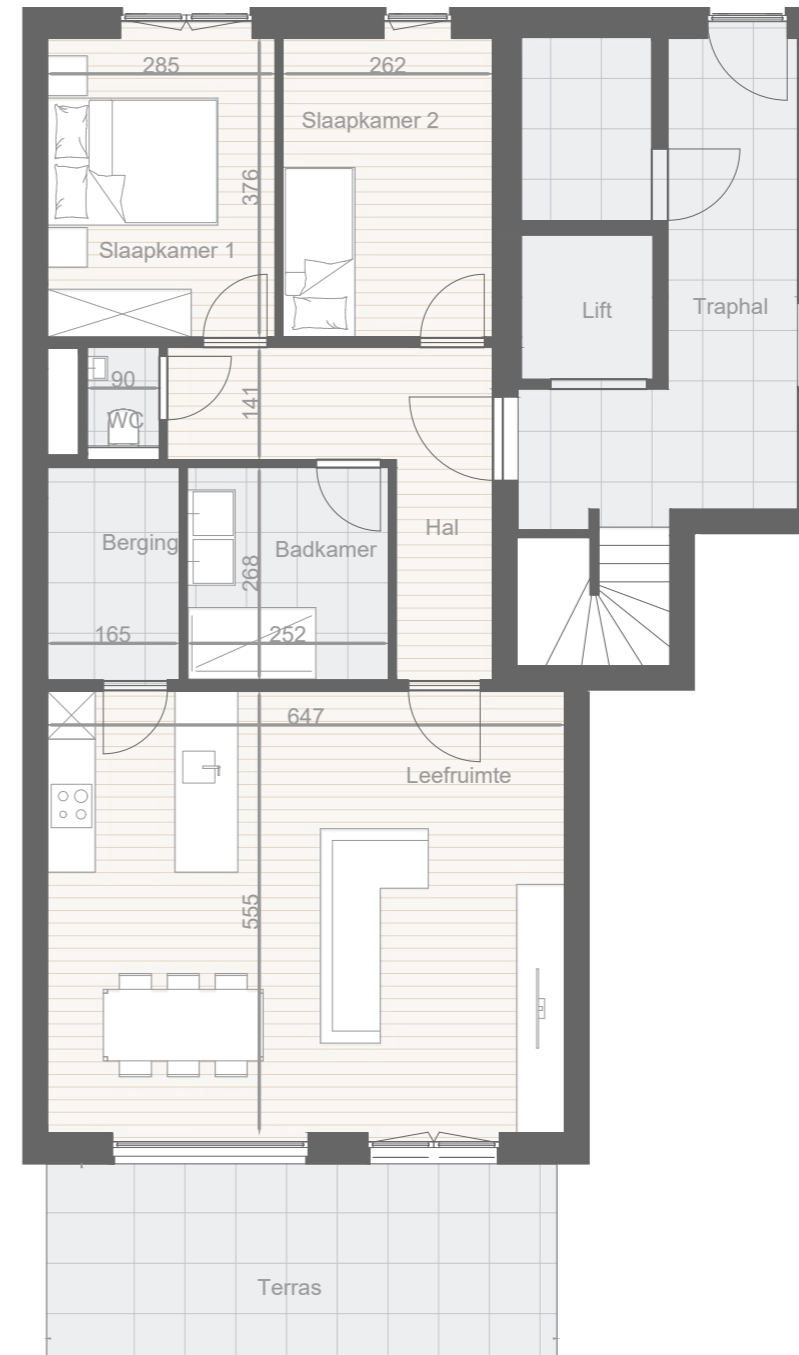 285
262
Slaapkamer 2
376
Slaapkamer 1
Lift
Traphal
90
WC
141
Hal
Berging
Badkamer
268
165
252
647
Leefruimte
555
Terras